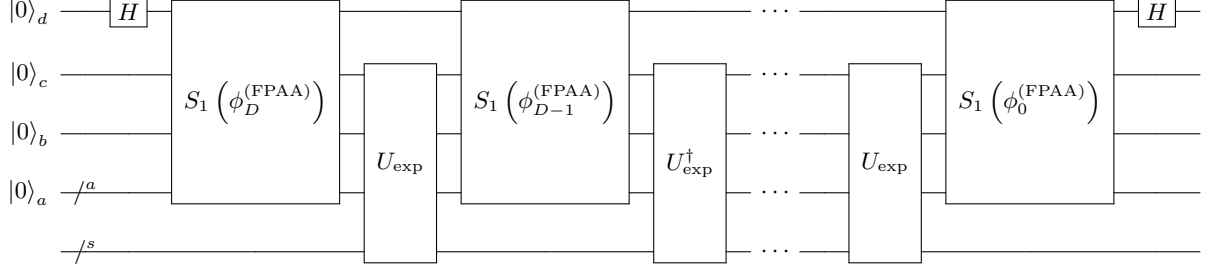 |0⟩_d H ⋯ H
|0⟩_c S_1(ϕ_D^{(FPAA)}) S_1(ϕ_{D−1}^{(FPAA)}) ⋯ S_1(ϕ_0^{(FPAA)})
|0⟩_b ⋯
U_exp U_exp^† U_exp
|0⟩_a a ⋯
s ⋯